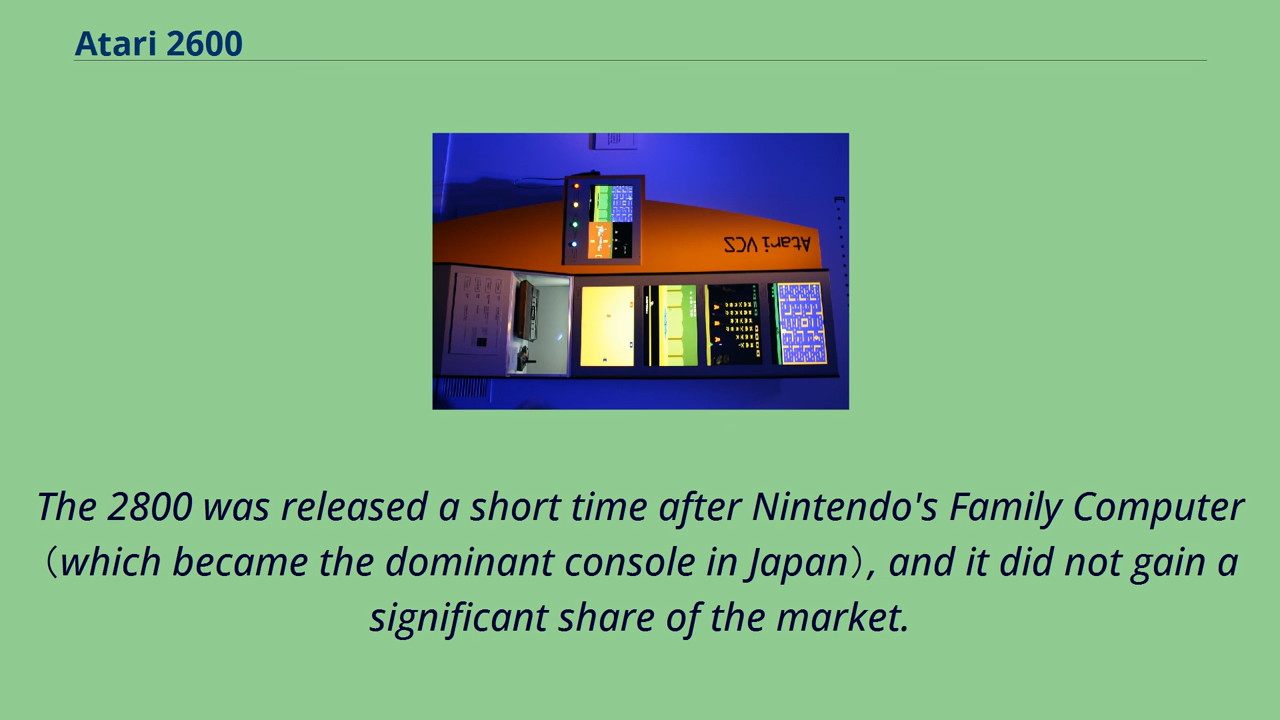 Atari 2600
Atari VCS
The 2800 was released a short time after Nintendo's Family Computer
（which became the dominant console in Japan）, and it did not gain a
significant share of the market.